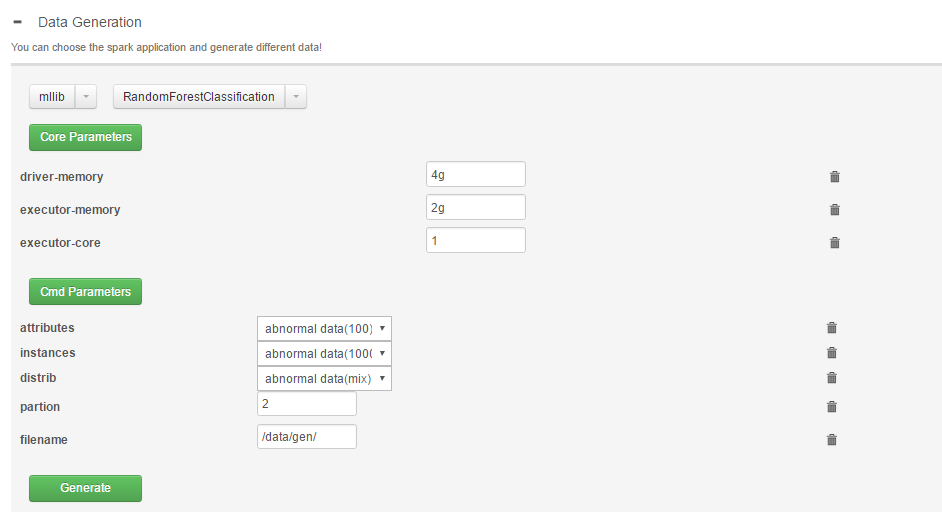 Data Generation
You can choose the spark application and generate different data!
mllib RandomForestClassification
Core Parameters
driver-memory 4g
executor-memory 2g
executor-core 1
Cmd Parameters
attributes abnormal data(100)
instances abnormal data(1000
distrib abnormal data(mix)
partion 2
filename /data/gen/
Generate